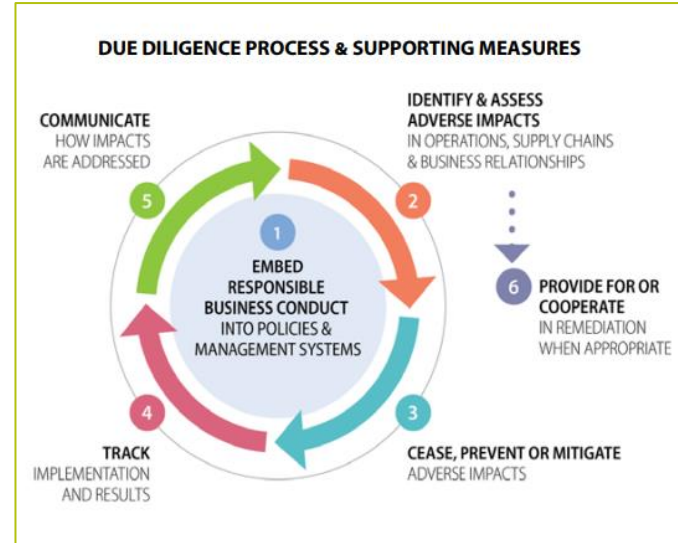 DUE DILIGENCE PROCESS & SUPPORTING MEASURES
1
EMBED
RESPONSIBLE
BUSINESS CONDUCT
INTO POLICIES &
MANAGEMENT SYSTEMS
2
IDENTIFY & ASSESS
ADVERSE IMPACTS
IN OPERATIONS, SUPPLY CHAINS
& BUSINESS RELATIONSHIPS
3
CEASE, PREVENT OR MITIGATE
ADVERSE IMPACTS
4
TRACK
IMPLEMENTATION
AND RESULTS
5
COMMUNICATE
HOW IMPACTS
ARE ADDRESSED
6
PROVIDE FOR OR
COOPERATE
IN REMEDIATION
WHEN APPROPRIATE